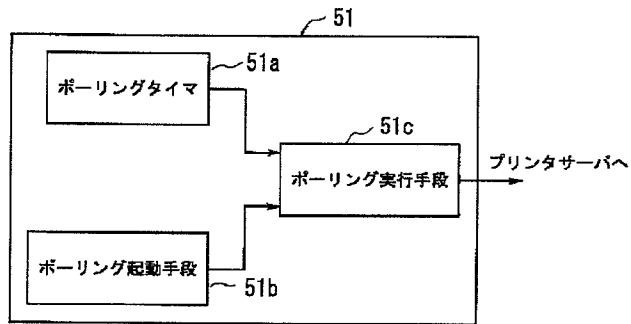 51
51a
ポーリングタイマ
51c
ポーリング実行手段
プリンタサーバへ
ポーリング起動手段
51b